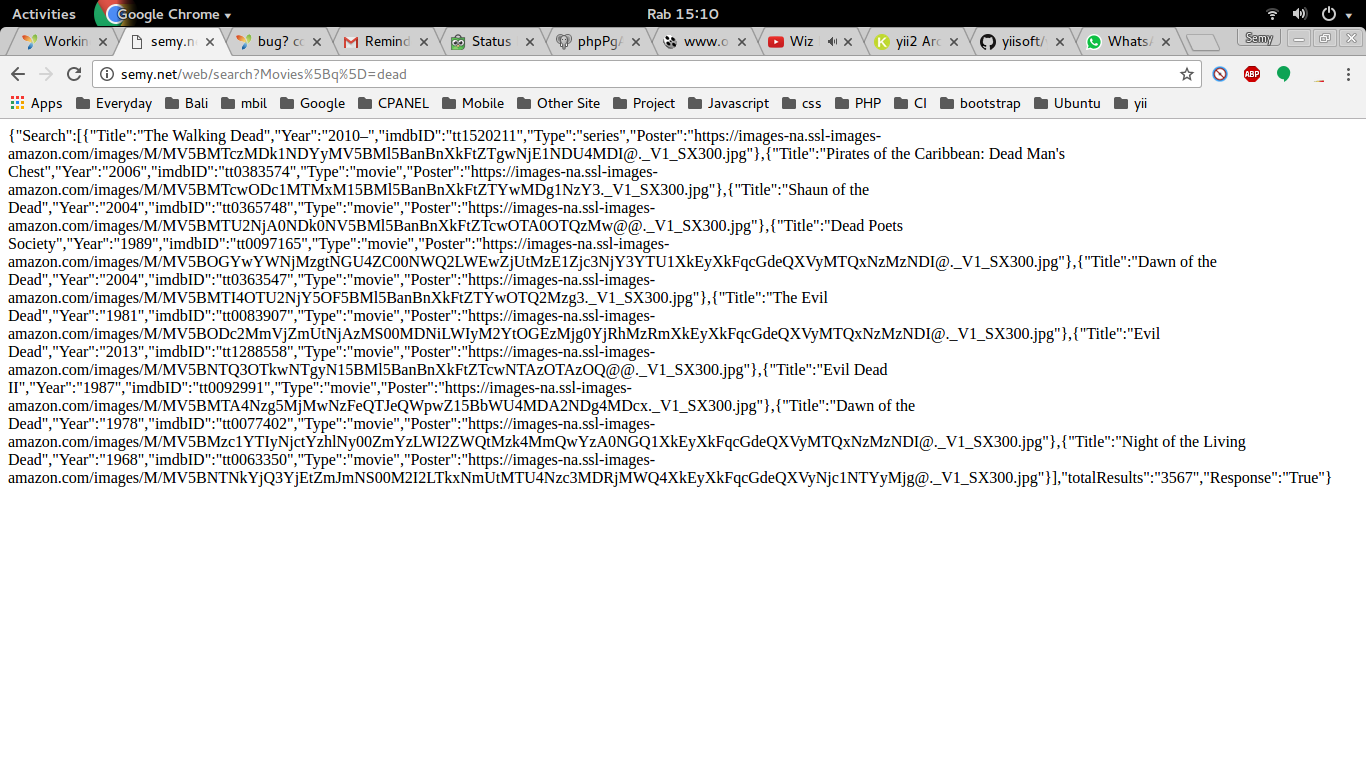 Activities
Google Chrome
Rab 15:10
Workin
semy.n
bug? co
Remind
Status
phpPgA
www.o
Wiz
yii2 Arc
yiisoft/
WhatsA
Semy
semy.net/web/search?Movies%5Bq%5D=dead
ABP
Apps
Everyday
Bali
mbil
Google
CPANEL
Mobile
Other Site
Project
Javascript
css
PHP
CI
bootstrap
Ubuntu
yii
{"Search":[{"Title":"The Walking Dead","Year":"2010–","imdbID":"tt1520211","Type":"series","Poster":"https://images-na.ssl-images-
amazon.com/images/M/MV5BMTczMDk1NDYyMV5BMl5BanBnXkFtZTgwNjE1NDU4MDI@._V1_SX300.jpg"},{"Title":"Pirates of the Caribbean: Dead Man's
Chest","Year":"2006","imdbID":"tt0383574","Type":"movie","Poster":"https://images-na.ssl-images-
amazon.com/images/M/MV5BMTcwODc1MTMxM15BMl5BanBnXkFtZTYwMDg1NzY3._V1_SX300.jpg"},{"Title":"Shaun of the
Dead","Year":"2004","imdbID":"tt0365748","Type":"movie","Poster":"https://images-na.ssl-images-
amazon.com/images/M/MV5BMTU2NjA0NDk0NV5BMl5BanBnXkFtZTcwOTA0OTQzMw@@._V1_SX300.jpg"},{"Title":"Dead Poets
Society","Year":"1989","imdbID":"tt0097165","Type":"movie","Poster":"https://images-na.ssl-images-
amazon.com/images/M/MV5BOGYwYWNjMzgtNGU4ZC00NWQ2LWEwZjUtMzE1Zjc3NjY3YTU1XkEyXkFqcGdeQXVyMTQxNzMzNDI@._V1_SX300.jpg"},{"Title":"Dawn of the
Dead","Year":"2004","imdbID":"tt0363547","Type":"movie","Poster":"https://images-na.ssl-images-
amazon.com/images/M/MV5BMTI4OTU2NjY5OF5BMl5BanBnXkFtZTYwOTQ2Mzg3._V1_SX300.jpg"},{"Title":"The Evil
Dead","Year":"1981","imdbID":"tt0083907","Type":"movie","Poster":"https://images-na.ssl-images-
amazon.com/images/M/MV5BODc2MmVjZmUtNjAzMS00MDNiLWIyM2YtOGEzMjg0YjRhMzRmXkEyXkFqcGdeQXVyMTQxNzMzNDI@._V1_SX300.jpg"},{"Title":"Evil
Dead","Year":"2013","imdbID":"tt1288558","Type":"movie","Poster":"https://images-na.ssl-images-
amazon.com/images/M/MV5BNTQ3OTkwNTgyN15BMl5BanBnXkFtZTcwNTAzOTAzOQ@@._V1_SX300.jpg"},{"Title":"Evil Dead
II","Year":"1987","imdbID":"tt0092991","Type":"movie","Poster":"https://images-na.ssl-images-
amazon.com/images/M/MV5BMTA4Nzg5MjMwNzFeQTJeQWpwZ15BbWU4MDA2NDg4MDcx._V1_SX300.jpg"},{"Title":"Dawn of the
Dead","Year":"1978","imdbID":"tt0077402","Type":"movie","Poster":"https://images-na.ssl-images-
amazon.com/images/M/MV5BMzc1YTIyNjctYzhlNy00ZmYzLWI2ZWQtMzk4MmQwYzA0NGQ1XkEyXkFqcGdeQXVyMTQxNzMzNDI@._V1_SX300.jpg"},{"Title":"Night of the Living
Dead","Year":"1968","imdbID":"tt0063350","Type":"movie","Poster":"https://images-na.ssl-images-
amazon.com/images/M/MV5BNTNkYjQ3YjEtZmJmNS00M2I2LTkxNmUtMTU4Nzc3MDRjMWQ4XkEyXkFqcGdeQXVyNjc1NTYyMjg@._V1_SX300.jpg"}],"totalResults":"3567","Response":"True"}